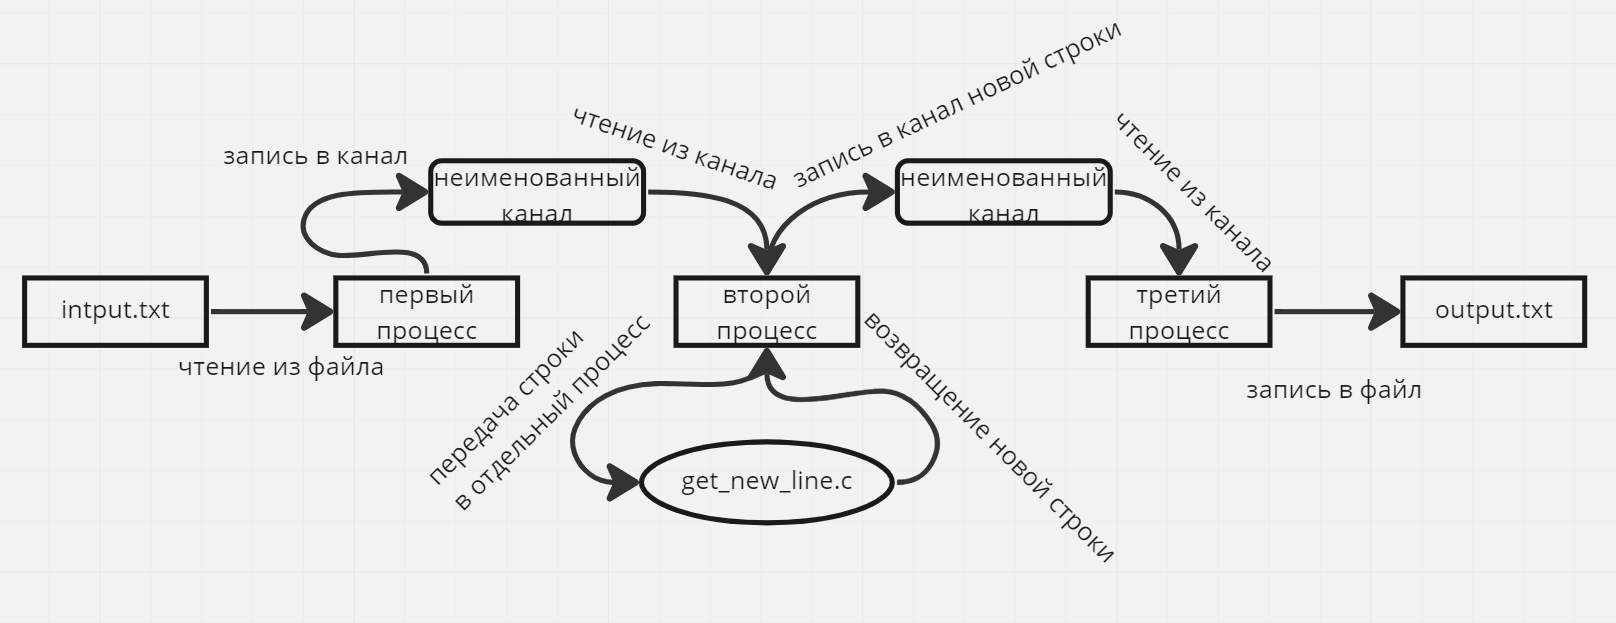 запись в канал
неименованный
канал
чтение из канала
запись в канал новой строки
неименованный
канал
чтение из канала
intput.txt
чтение из файла
первый
процесс
второй
процесс
третий
процесс
output.txt
запись в файл
передача строки
в отдельный процесс
get_new_line.c
возвращение новой строки